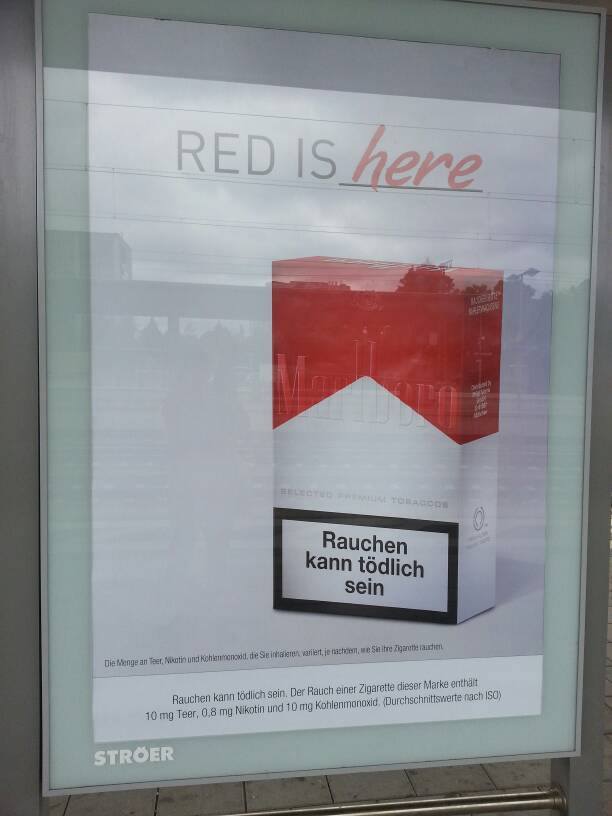 RED IS here
Marlboro
SELECTED PREMIUM TOBACCOS
Rauchen
kann tödlich
sein
Die Menge an Teer, Nikotin und Kohlenmonoxid, die Sie inhalieren, variiert, je nachdem, wie Sie Ihre Zigarette rauchen.
Rauchen kann tödlich sein. Der Rauch einer Zigarette dieser Marke enthält
10 mg Teer, 0,8 mg Nikotin und 10 mg Kohlenmonoxid. (Durchschnittswerte nach ISO)
STRÖER